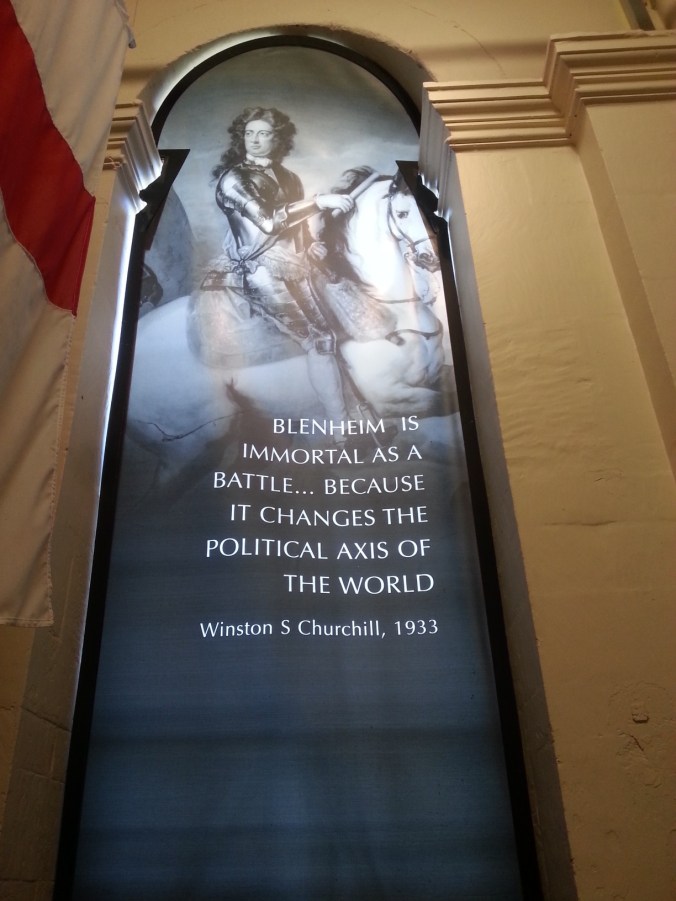 BLENHEIM IS
IMMORTAL AS A
BATTLE... BECAUSE
IT CHANGES THE
POLITICAL AXIS OF
THE WORLD
Winston S Churchill, 1933